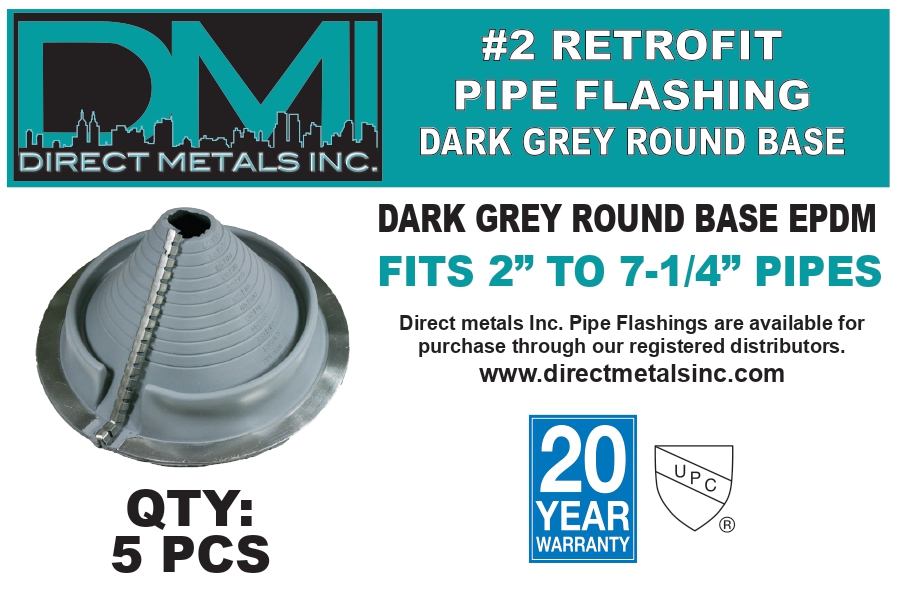 DMI
DIRECT METALS INC.
#2 RETROFIT
PIPE FLASHING
DARK GREY ROUND BASE
DARK GREY ROUND BASE EPDM
FITS 2” TO 7-1/4” PIPES
Direct metals Inc. Pipe Flashings are available for
purchase through our registered distributors.
www.directmetalsinc.com
QTY:
5 PCS
20
YEAR
WARRANTY
UPC
®